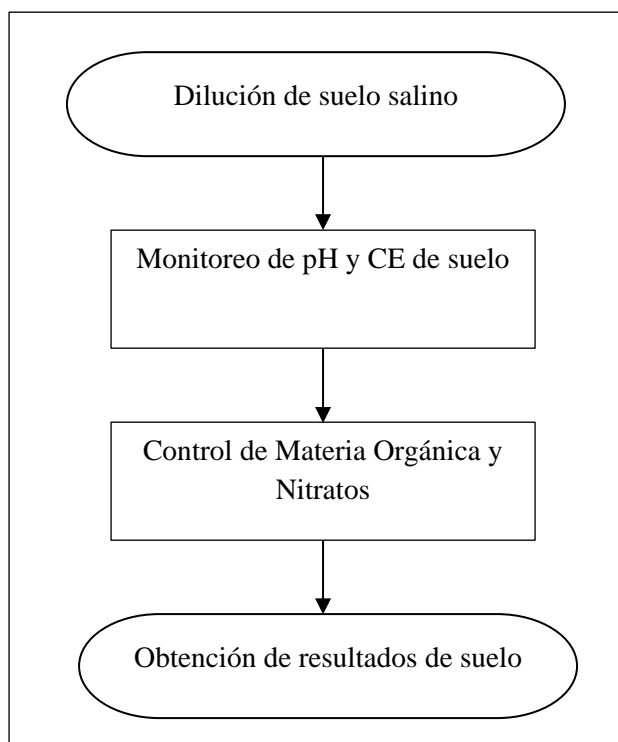 Dilución de suelo salino
Monitoreo de pH y CE de suelo
Control de Materia Orgánica y
Nitratos
Obtención de resultados de suelo